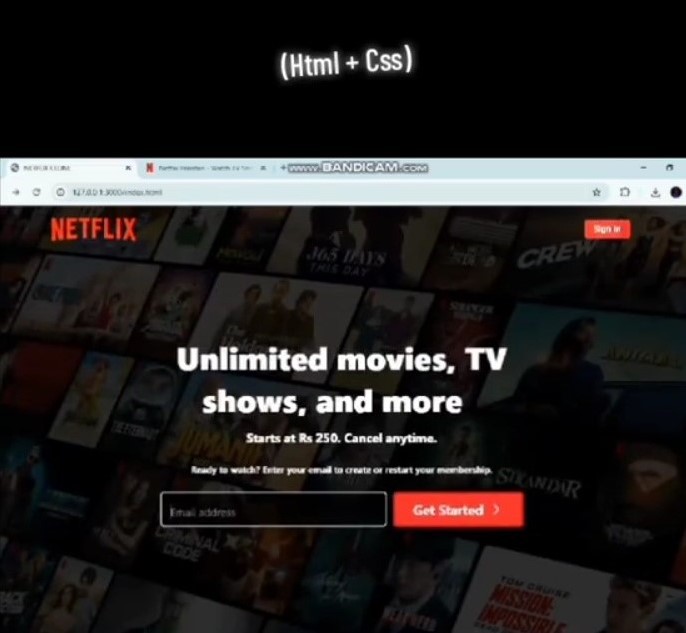 (Html + Css)
WWW.BANDICAM.COM
127.0.0.1:3000/index.html
NETFLIX
Sign In
365 DAYS
THIS DAY
CREW
Unlimited movies, TV
shows, and more
Starts at Rs 250. Cancel anytime.
Ready to watch? Enter your email to create or restart your membership.
SIKANDAR
JUMANJI
Email address
Get Started >
CRIMINAL
CODE
TOM CRUISE
MISSION:
IMPOSSIBLE